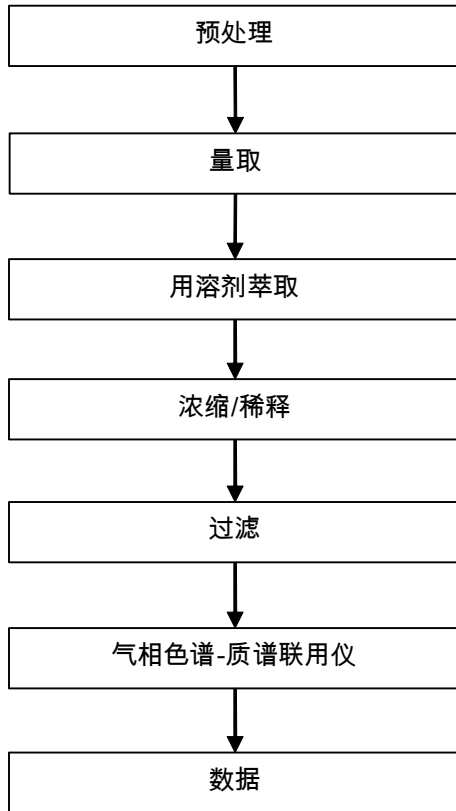 预处理
量取
用溶剂萃取
浓缩/稀释
过滤
气相色谱-质谱联用仪
数据